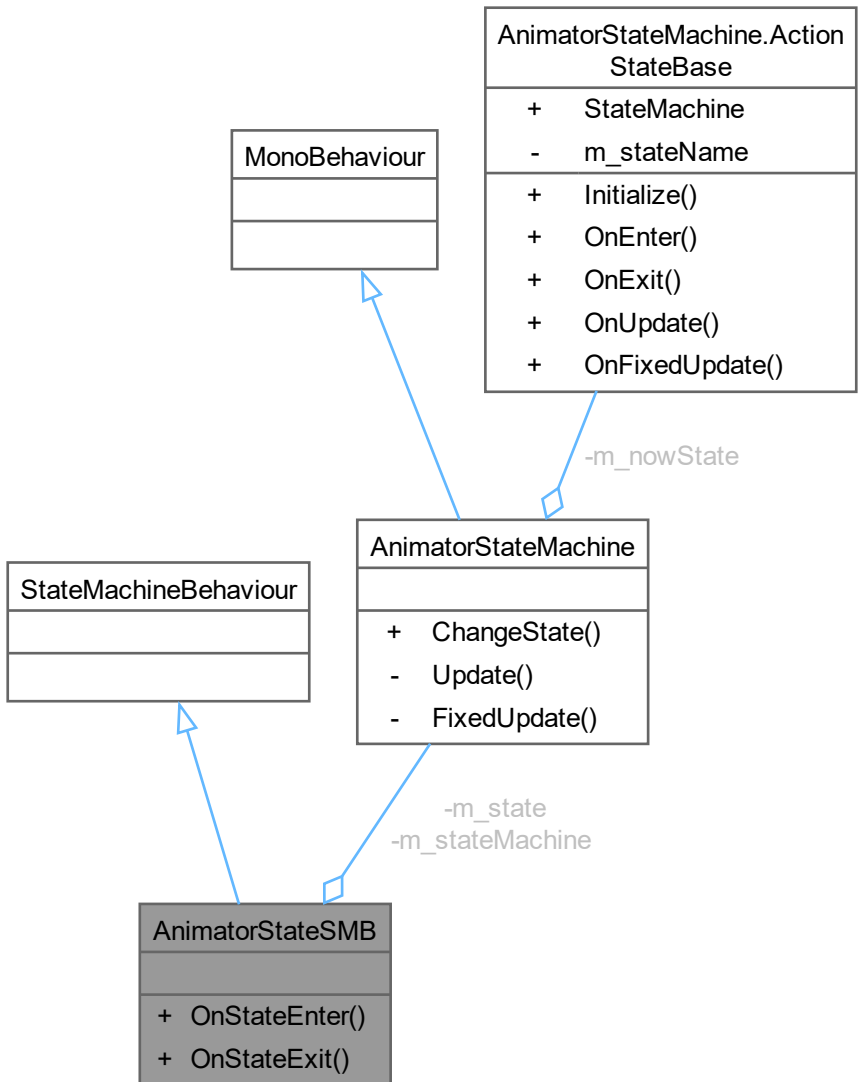 AnimatorStateMachine.Action
StateBase
+ StateMachine
- m_stateName
+ Initialize()
+ OnEnter()
+ OnExit()
+ OnUpdate()
+ OnFixedUpdate()
MonoBehaviour
-m_nowState
AnimatorStateMachine
+ ChangeState()
- Update()
- FixedUpdate()
StateMachineBehaviour
-m_state
-m_stateMachine
AnimatorStateSMB
+ OnStateEnter()
+ OnStateExit()